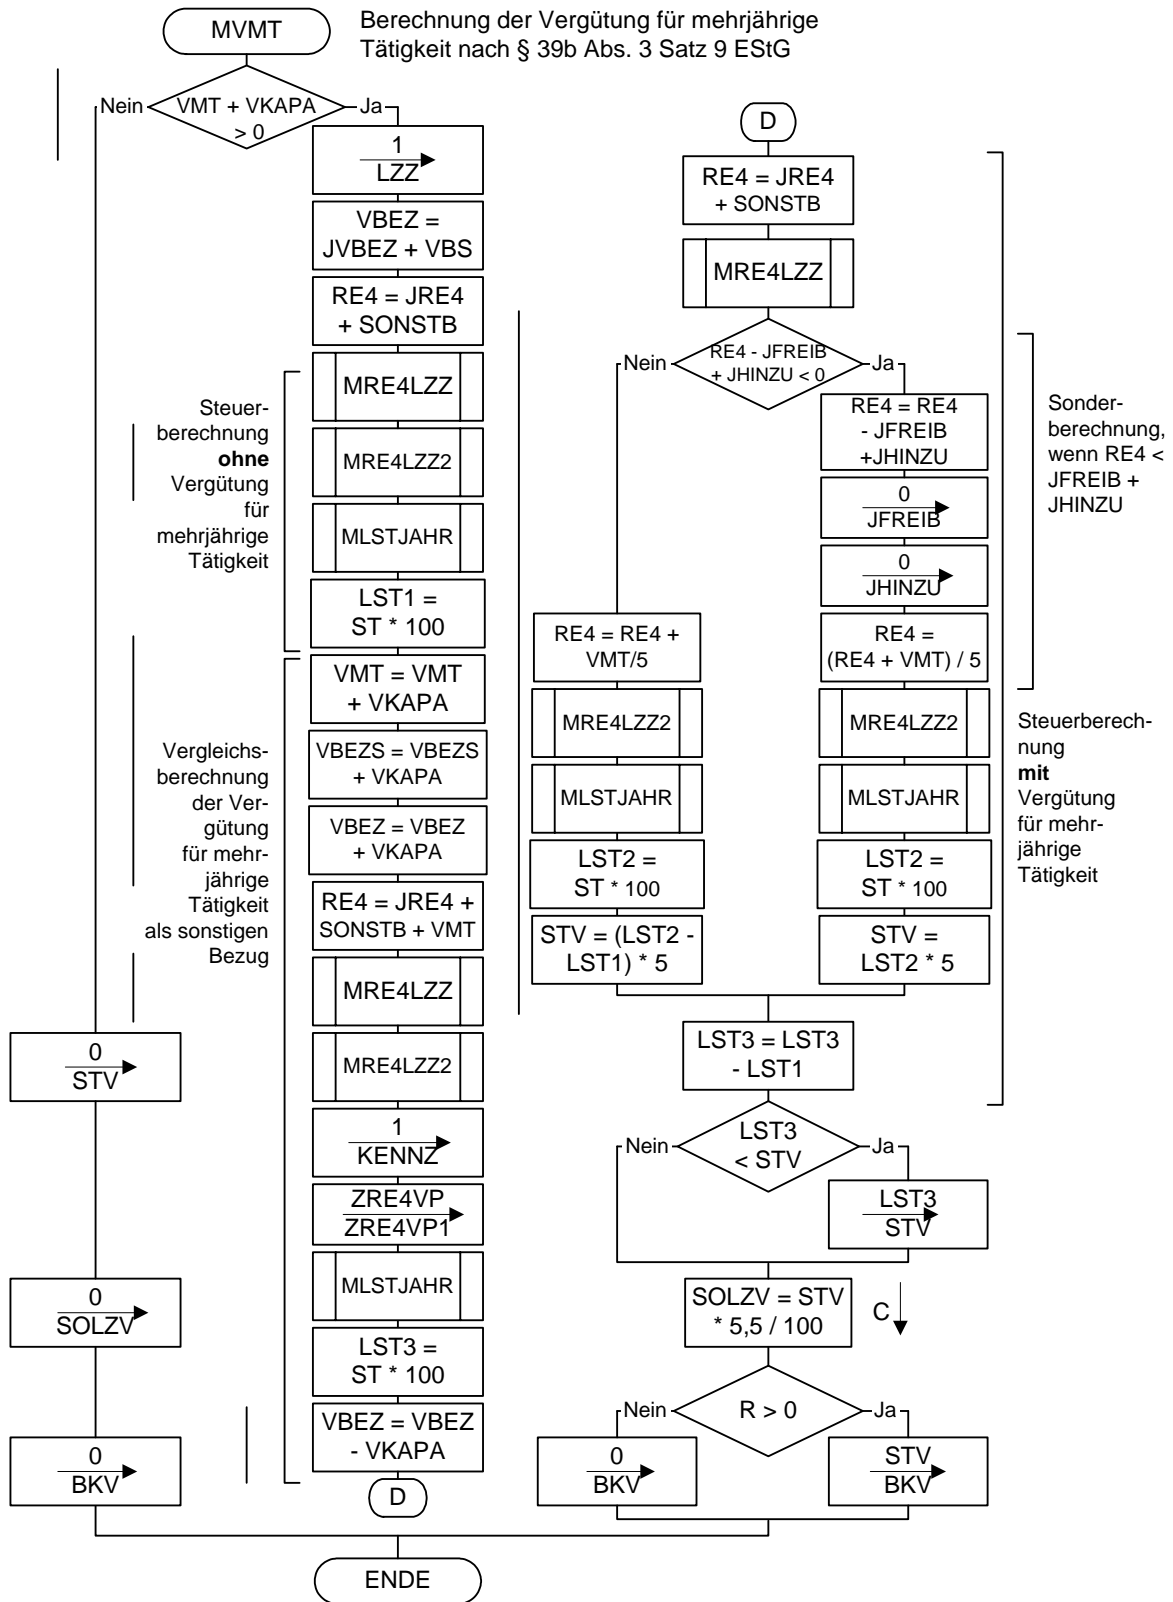 MVMT
Berechnung der Vergütung für mehrjährige
Tätigkeit nach § 39b Abs. 3 Satz 9 EStG
Nein
VMT + VKAPA
> 0
Ja
1
LZZ
VBEZ =
JVBEZ + VBS
RE4 = JRE4
+ SONSTB
MRE4LZZ
MRE4LZZ2
MLSTJAHR
LST1 =
ST * 100
Steuer-
berechnung
ohne
Vergütung
für
mehrjährige
Tätigkeit
VMT = VMT
+ VKAPA
VBEZS = VBEZS
+ VKAPA
VBEZ = VBEZ
+ VKAPA
RE4 = JRE4 +
SONSTB + VMT
MRE4LZZ
MRE4LZZ2
1
KENNZ
ZRE4VP
ZRE4VP1
MLSTJAHR
LST3 =
ST * 100
VBEZ = VBEZ
- VKAPA
D
Vergleichs-
berechnung
der Ver-
gütung
für mehr-
jährige
Tätigkeit
als sonstigen
Bezug
0
STV
0
SOLZV
0
BKV
D
RE4 = JRE4
+ SONSTB
MRE4LZZ
Nein
RE4 - JFREIB
+ JHINZU < 0
Ja
RE4 = RE4
- JFREIB
+JHINZU
0
JFREIB
0
JHINZU
RE4 =
(RE4 + VMT) / 5
MRE4LZZ2
MLSTJAHR
LST2 =
ST * 100
STV =
LST2 * 5
Sonder-
berechnung,
wenn RE4 <
JFREIB +
JHINZU
RE4 = RE4 +
VMT/5
MRE4LZZ2
MLSTJAHR
LST2 =
ST * 100
STV = (LST2 -
LST1) * 5
Steuerberech-
nung
mit
Vergütung
für mehr-
jährige
Tätigkeit
LST3 = LST3
- LST1
Nein
LST3
< STV
Ja
LST3
STV
SOLZV = STV
* 5,5 / 100
C
Nein
R > 0
Ja
0
BKV
STV
BKV
ENDE